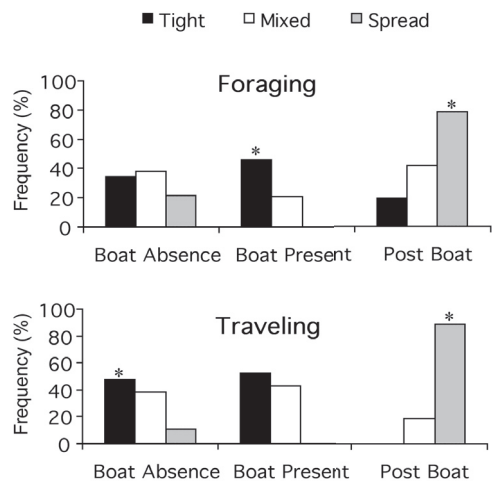 Tight Mixed Spread
Foraging
Frequency (%)
100
80
60
40
20
0
*
*
Boat Absence Boat Present Post Boat
Traveling
Frequency (%)
100
80
60
40
20
0
*
*
Boat Absence Boat Present Post Boat